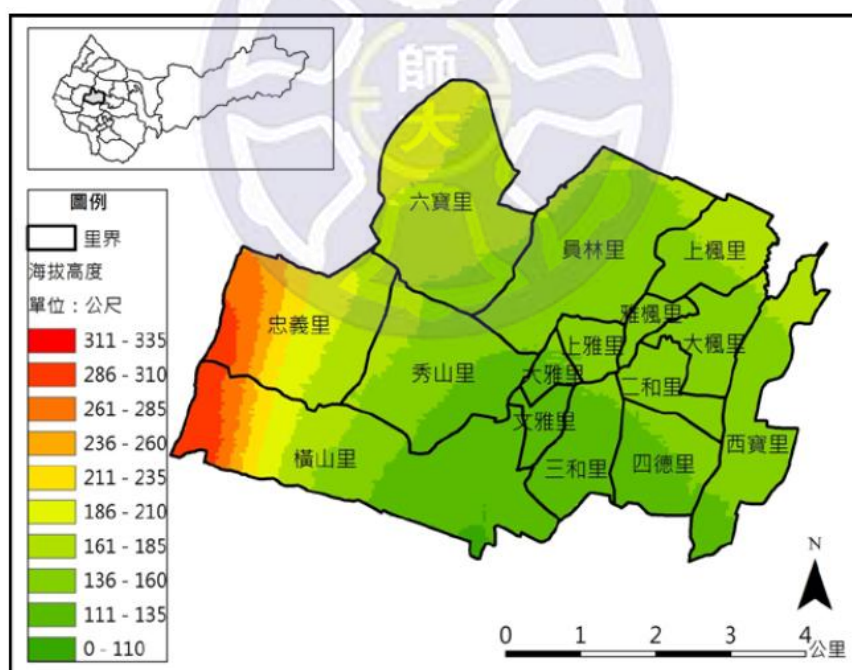 師
大
圖例
里界
海拔高度
單位：公尺
311 - 335
286 - 310
261 - 285
236 - 260
211 - 235
186 - 210
161 - 185
136 - 160
111 - 135
0 - 110
六寶里
員林里
上楓里
忠義里
雅楓里
大楓里
上雅里
秀山里
大雅里
二和里
文雅里
橫山里
三和里
四德里
西寶里
N
0 1 2 3 4
公里